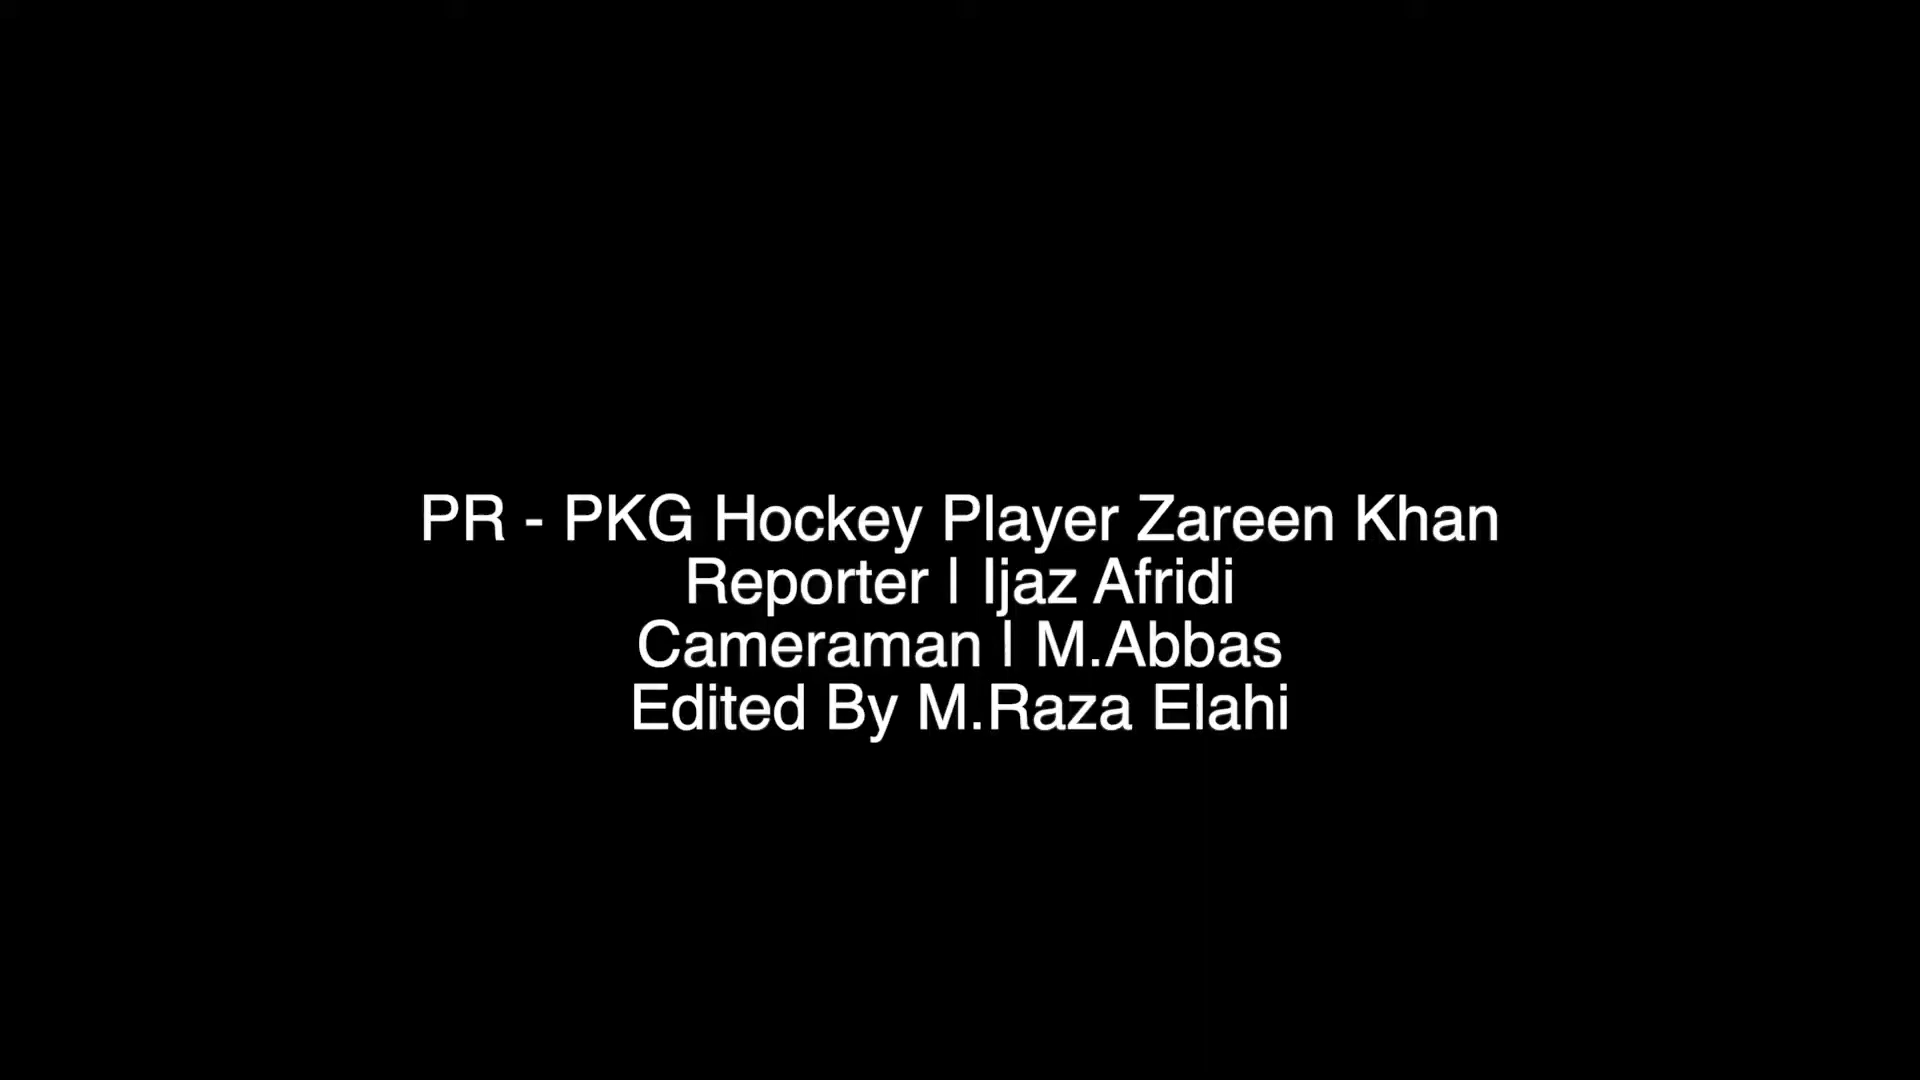 PR - PKG Hockey Player Zareen Khan
Reporter | Ijaz Afridi
Cameraman | M.Abbas
Edited By M.Raza Elahi